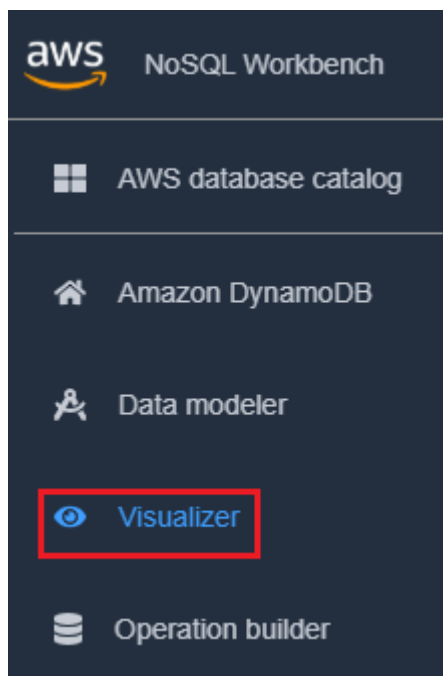 aws NoSQL Workbench
AWS database catalog
Amazon DynamoDB
Data modeler
Visualizer
Operation builder